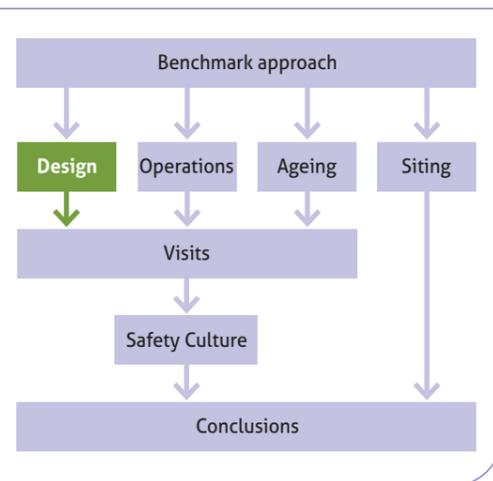 Benchmark approach
Design Operations Ageing Siting
Visits
Safety Culture
Conclusions